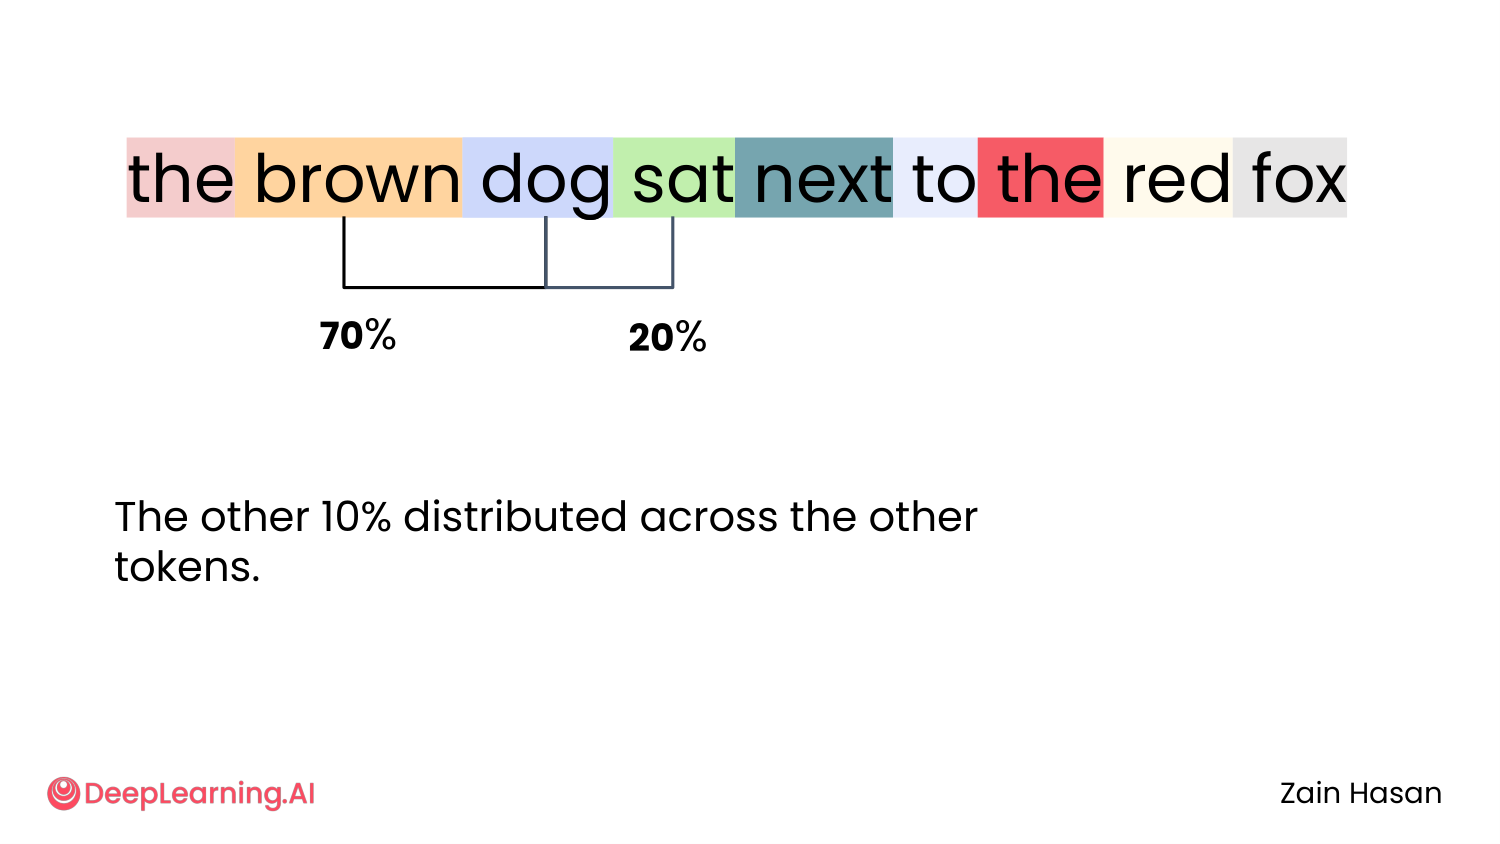 the brown dog sat next to the red fox
70% 20%
The other 10% distributed across the other
tokens.
DeepLearning.AI
Zain Hasan